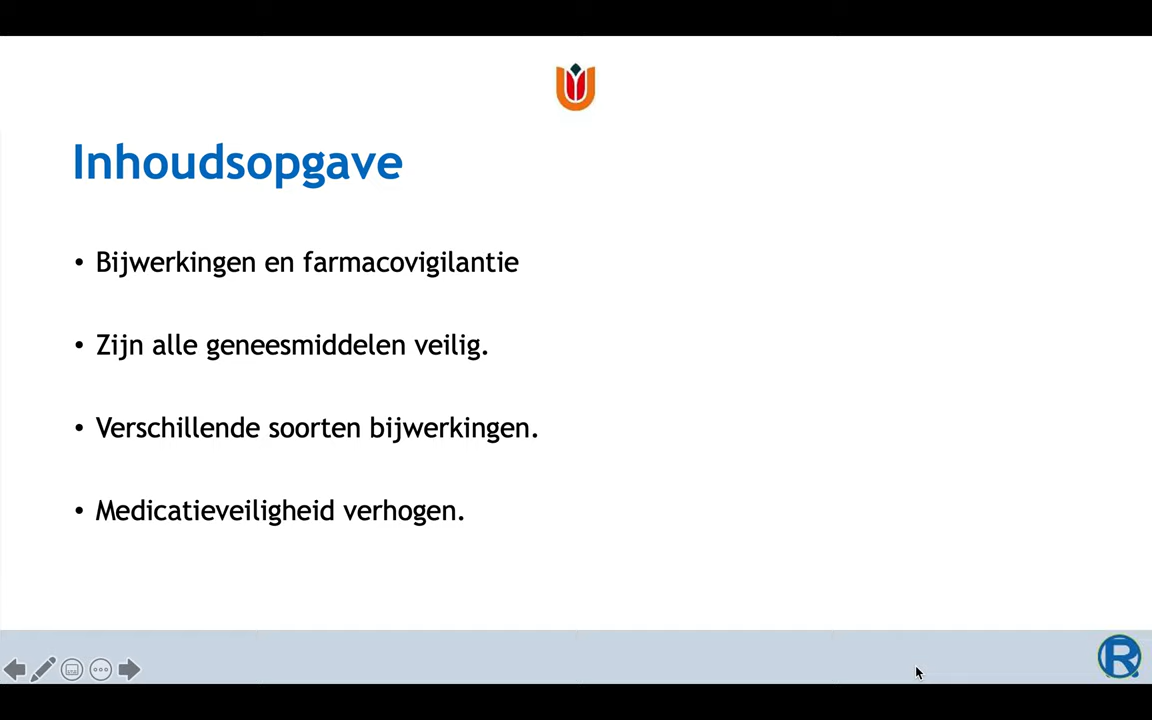 Inhoudsopgave
• Bijwerkingen en farmacovigilantie
• Zijn alle geneesmiddelen veilig.
• Verschillende soorten bijwerkingen.
• Medicatieveiligheid verhogen.
R